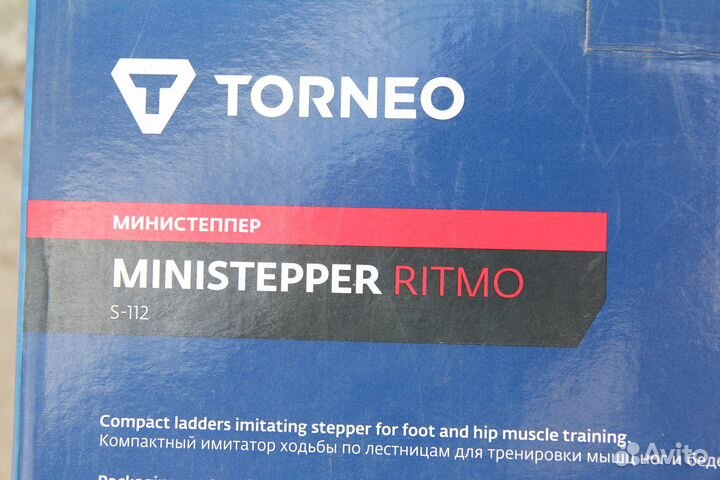 TORNEO
МИНИСТЕППЕР
MINISTEPPER RITMO
S-112
Compact ladders imitating stepper for foot and hip muscle training.
Компактный имитатор ходьбы по лестницам для тренировки мышц ног и
Avito